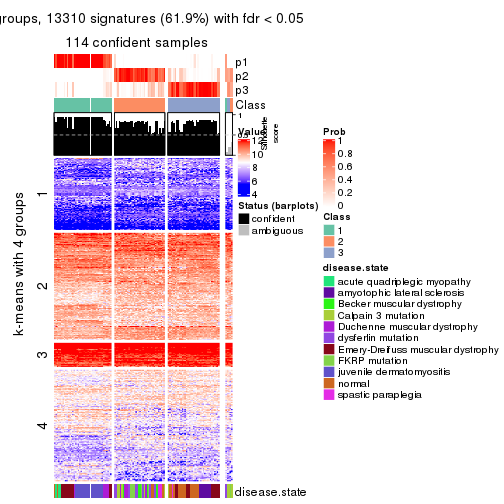 groups, 13310 signatures (61.9%) with fdr < 0.05
114 confident samples
p1
p2
p3
Class
1
0.5
0
Silhouette
score
Value
12
10
8
6
4
Status (barplots)
confident
ambiguous
Prob
1
0.8
0.6
0.4
0.2
0
Class
1
2
3
disease.state
acute quadriplegic myopathy
amyotophic lateral sclerosis
Becker muscular dystrophy
Calpain 3 mutation
Duchenne muscular dystrophy
dysferlin mutation
Emery-Dreifuss muscular dystrophy
FKRP mutation
juvenile dermatomyositis
normal
spastic paraplegia
k-means with 4 groups
1
2
3
4
disease.state